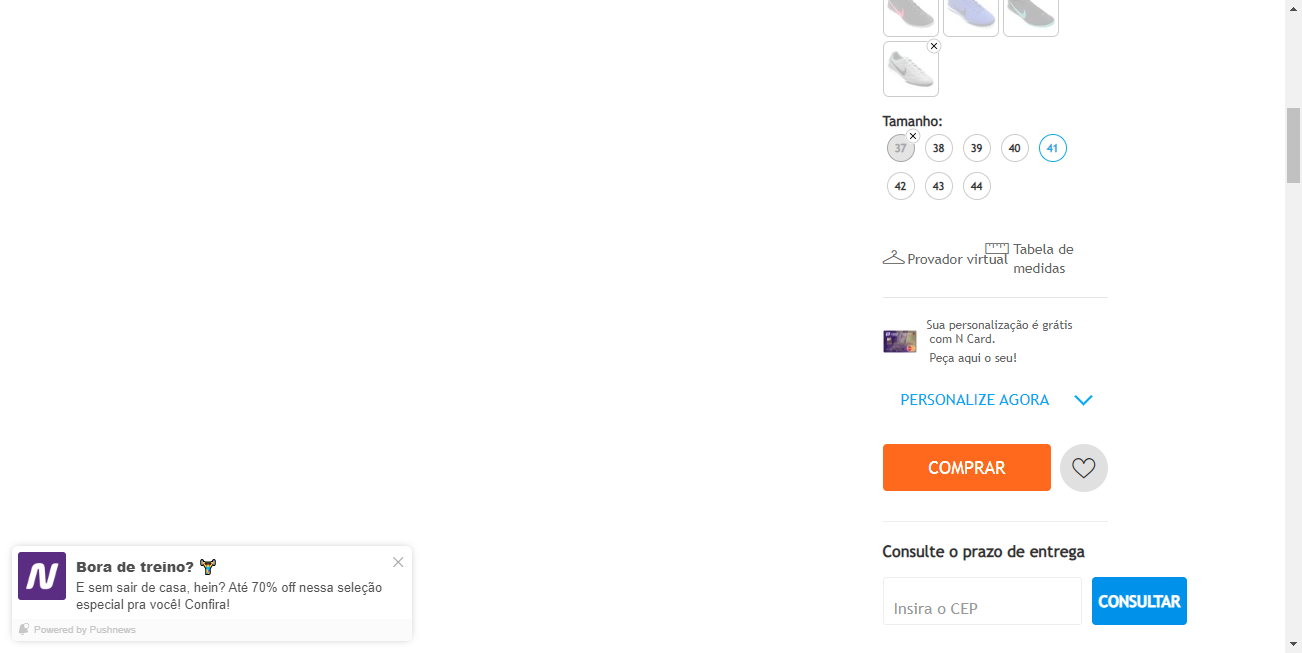 Tamanho:
37 38 39 40 41
42 43 44
Provador virtual
Tabela de
medidas
Sua personalização é grátis
com N Card.
Peça aqui o seu!
PERSONALIZE AGORA
COMPRAR
Consulte o prazo de entrega
Insira o CEP
CONSULTAR
N
Bora de treino?
E sem sair de casa, hein? Até 70% off nessa seleção
especial pra você! Confira!
Powered by Pushnews